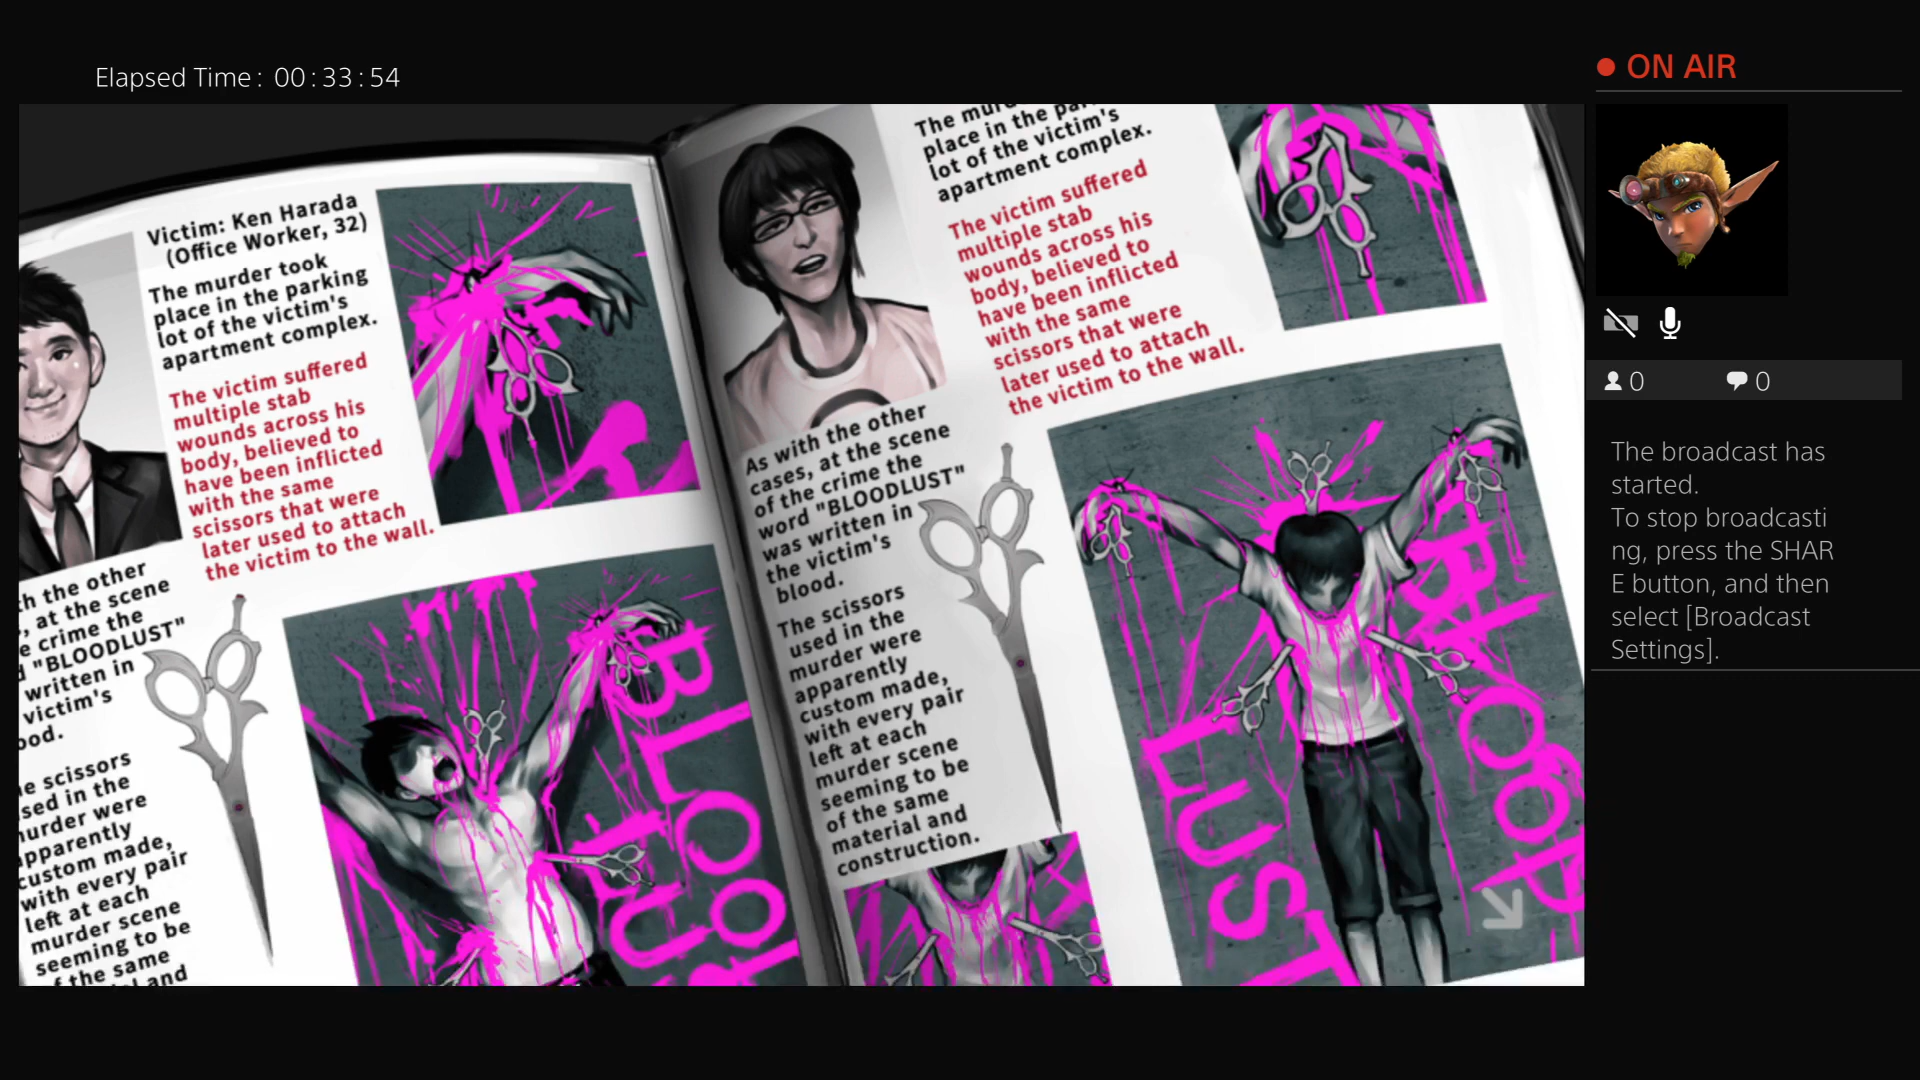 Elapsed Time : 00 : 33 : 54
ON AIR
Victim: Ken Harada
(Office Worker, 32)
The murder took
place in the parking
lot of the victim's
apartment complex.
The victim suffered
multiple stab
wounds across his
body, believed to
have been inflicted
with the same
scissors that were
later used to attach
the victim to the wall.
the other
at the scene
crime the
"BLOODLUST"
written in
victim's
scissors
in the
were
apparently
custom made,
with every pair
left at each
murder scene
seeming to be
the same
and
BLOOD
LU
The
place in the
lot of the victim's
apartment complex.
The victim suffered
multiple stab
wounds across his
body, believed to
have been inflicted
with the same
scissors that were
later used to attach
the victim to the wall.
As with the other
cases, at the scene
of the crime the
word "BLOODLUST"
was written in
the victim's
blood.
The scissors
used in the
murder were
apparently
custom made,
with every pair
left at each
murder scene
seeming to be
of the same
material and
construction.
BLOOD
LUST
0
0
The broadcast has
started.
To stop broadcasti
ng, press the SHAR
E button, and then
select [Broadcast
Settings].